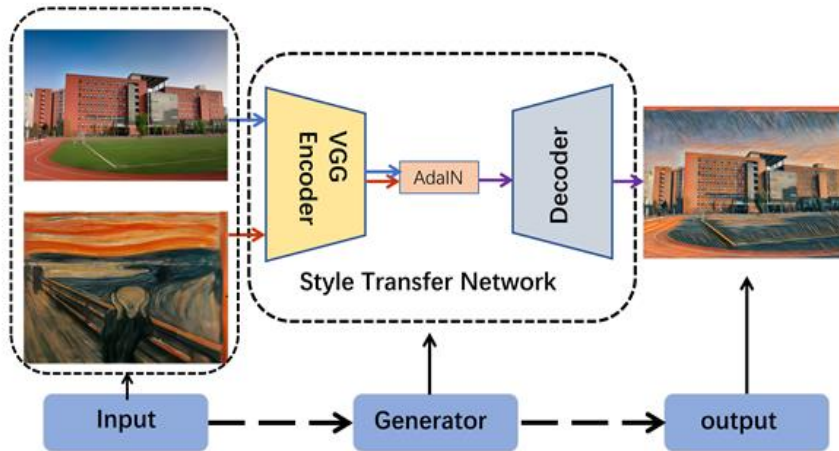 VGG
Encoder
AdaIN
Decoder
Style Transfer Network
Input
Generator
output